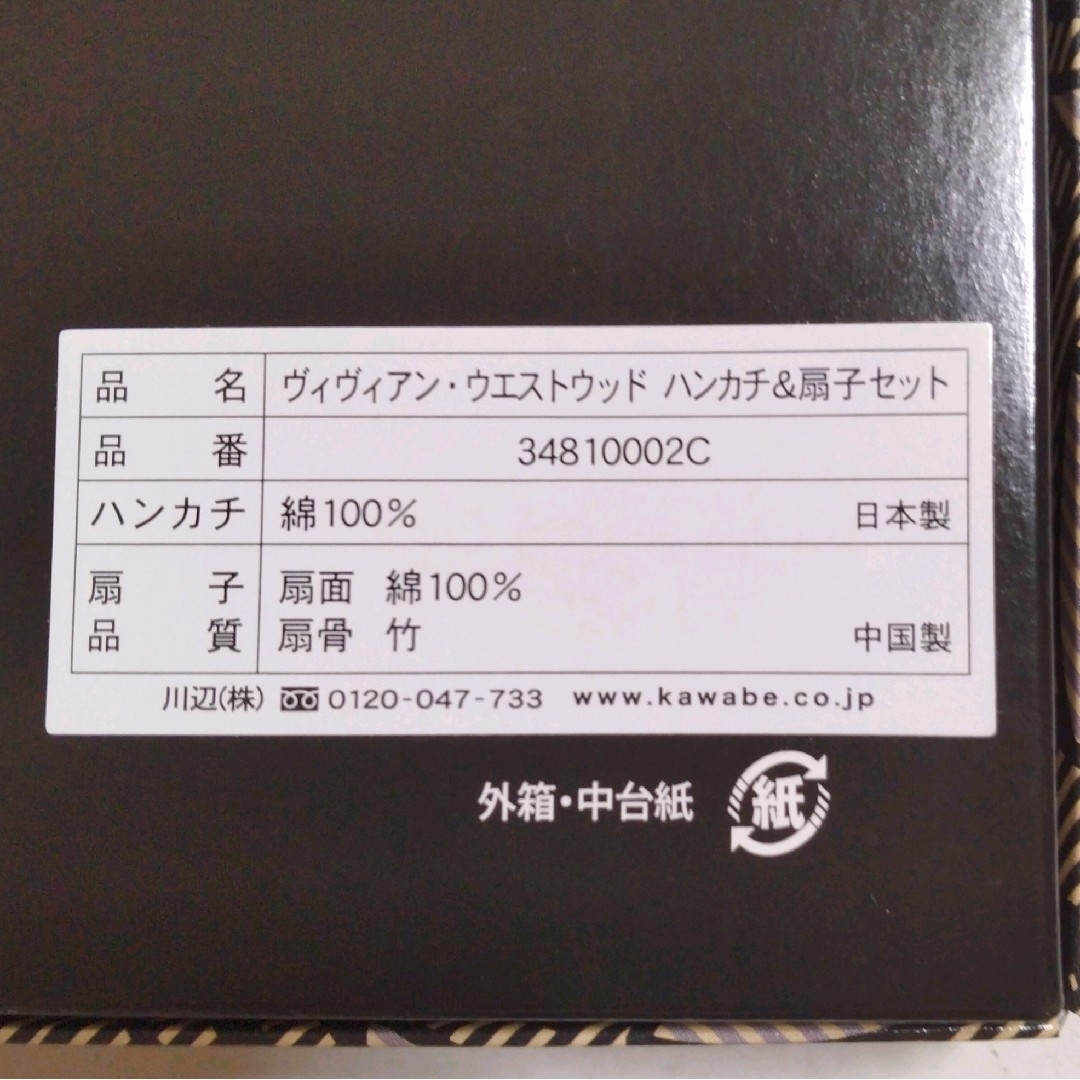 品名 ヴィヴィアン・ウエストウッド ハンカチ&扇子セット
品番 34810002C
ハンカチ 綿100% 日本製
扇子 扇面 綿100%
品質 扇骨 竹 中国製
川辺(株) 0120-047-733 www.kawabe.co.jp
外箱・中台紙 紙